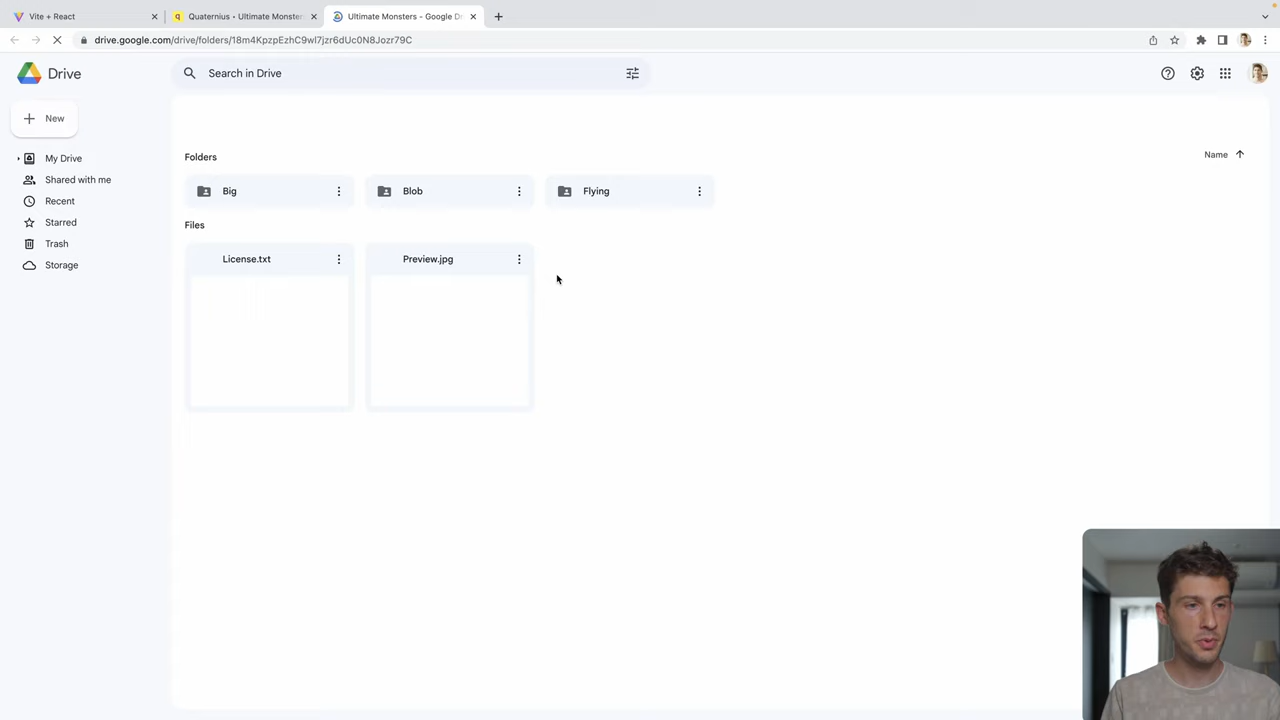 Vite + React
Quaternius • Ultimate Monster
Ultimate Monsters - Google D
drive.google.com/drive/folders/18m4KpzpEzhC9wl7jzr6dUc0N8Jozr79C
Drive
Search in Drive
New
My Drive
Shared with me
Recent
Starred
Trash
Storage
Folders
Name
Big
Blob
Flying
Files
License.txt
Preview.jpg